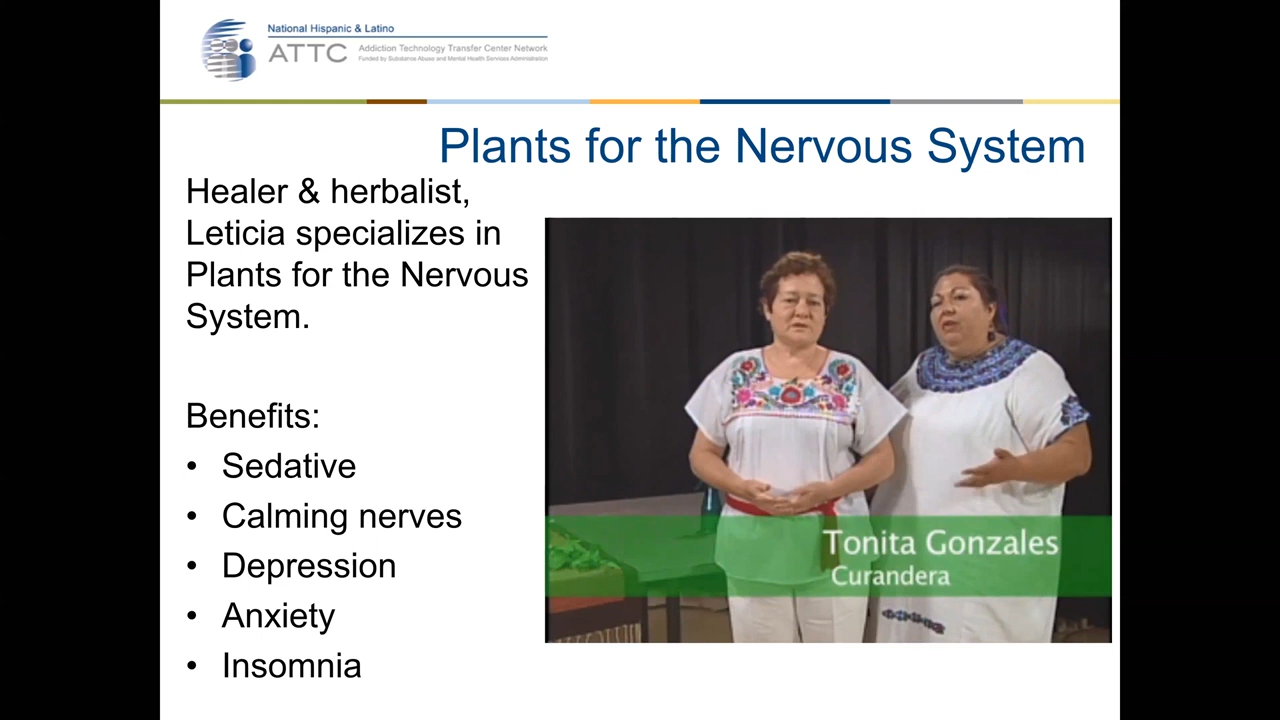 National Hispanic & Latino
ATTC
Addiction Technology Transfer Center Network
Funded by Substance Abuse and Mental Health Services Administration
Plants for the Nervous System
Healer & herbalist,
Leticia specializes in
Plants for the Nervous
System.
Benefits:
• Sedative
• Calming nerves
• Depression
• Anxiety
• Insomnia
Tonita Gonzales
Curandera